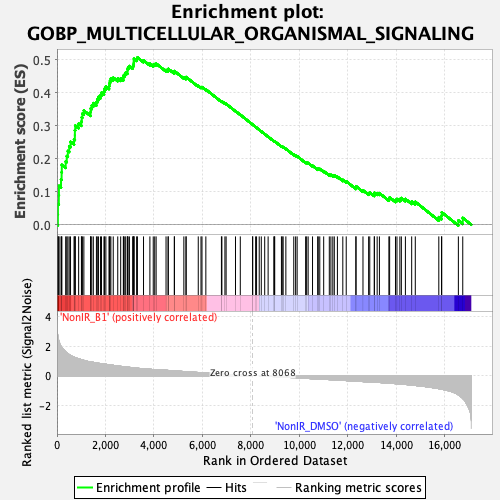 Enrichment plot:
GOBP_MULTICELLULAR_ORGANISMAL_SIGNALING
Enrichment score (ES)
0.5
0.4
0.3
0.2
0.1
0.0
'NonIR_B1' (positively correlated)
Ranked list metric (Signal2Noise)
4
2
0
-2
Zero cross at 8068
'NonIR_DMSO' (negatively correlated)
0
2,000
4,000
6,000
8,000
10,000
12,000
14,000
16,000
Rank in Ordered Dataset
Enrichment profile
Hits
Ranking metric scores